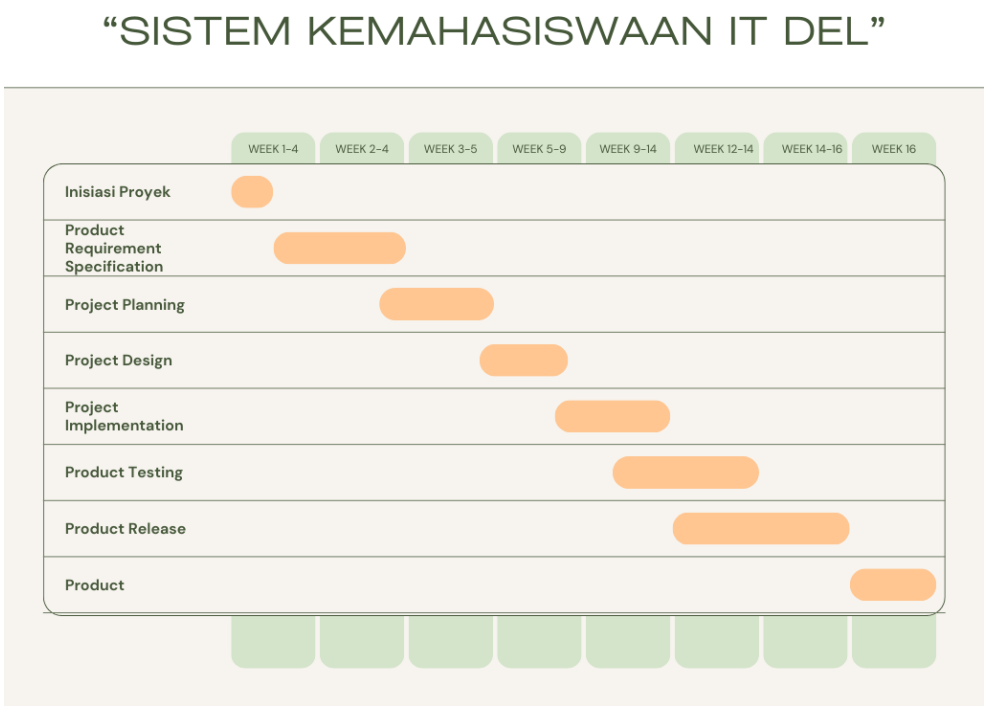 “SISTEM KEMAHASISWAAN IT DEL”
WEEK 1-4
WEEK 2-4
WEEK 3-5
WEEK 5-9
WEEK 9-14
WEEK 12-14
WEEK 14-16
WEEK 16
Inisiasi Proyek
Product
Requirement
Specification
Project Planning
Project Design
Project
Implementation
Product Testing
Product Release
Product